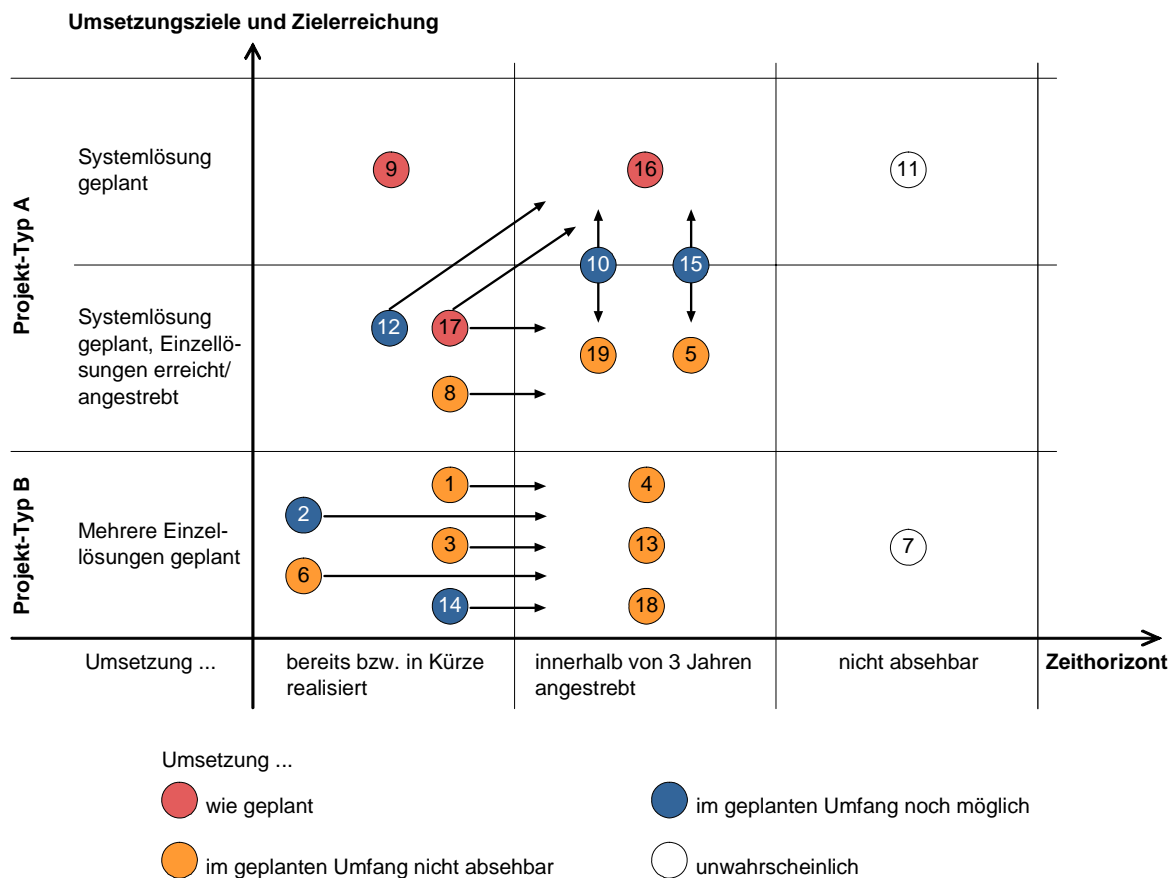 Umsetzungsziele und Zielerreichung
Projekt-Typ A
Systemlösung
geplant
9
16
11
10
15
Systemlösung
geplant, Einzellö-
sungen erreicht/
angestrebt
12
17
19
5
8
Projekt-Typ B
Mehrere Einzel-
lösungen geplant
1
4
2
3
13
7
6
14
18
Umsetzung ...
bereits bzw. in Kürze
realisiert
innerhalb von 3 Jahren
angestrebt
nicht absehbar
Zeithorizont
Umsetzung ...
wie geplant
im geplanten Umfang noch möglich
im geplanten Umfang nicht absehbar
unwahrscheinlich